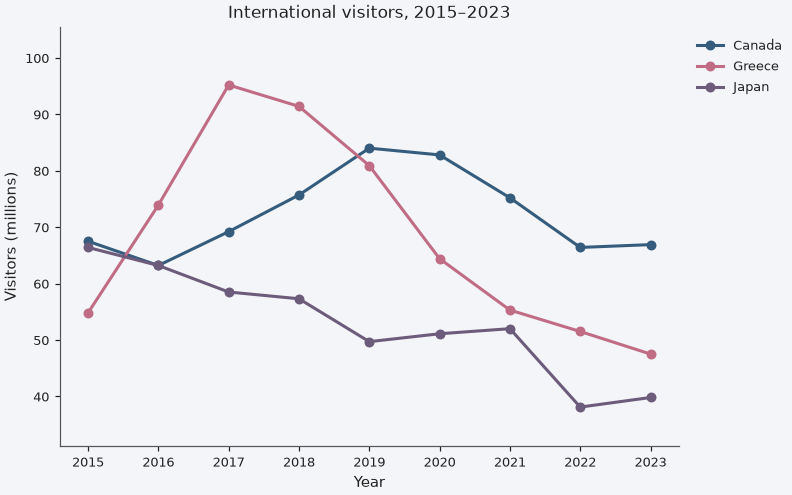 International visitors, 2015–2023
Visitors (millions)
100
90
80
70
60
50
40
2015 2016 2017 2018 2019 2020 2021 2022 2023
Year
Canada
Greece
Japan